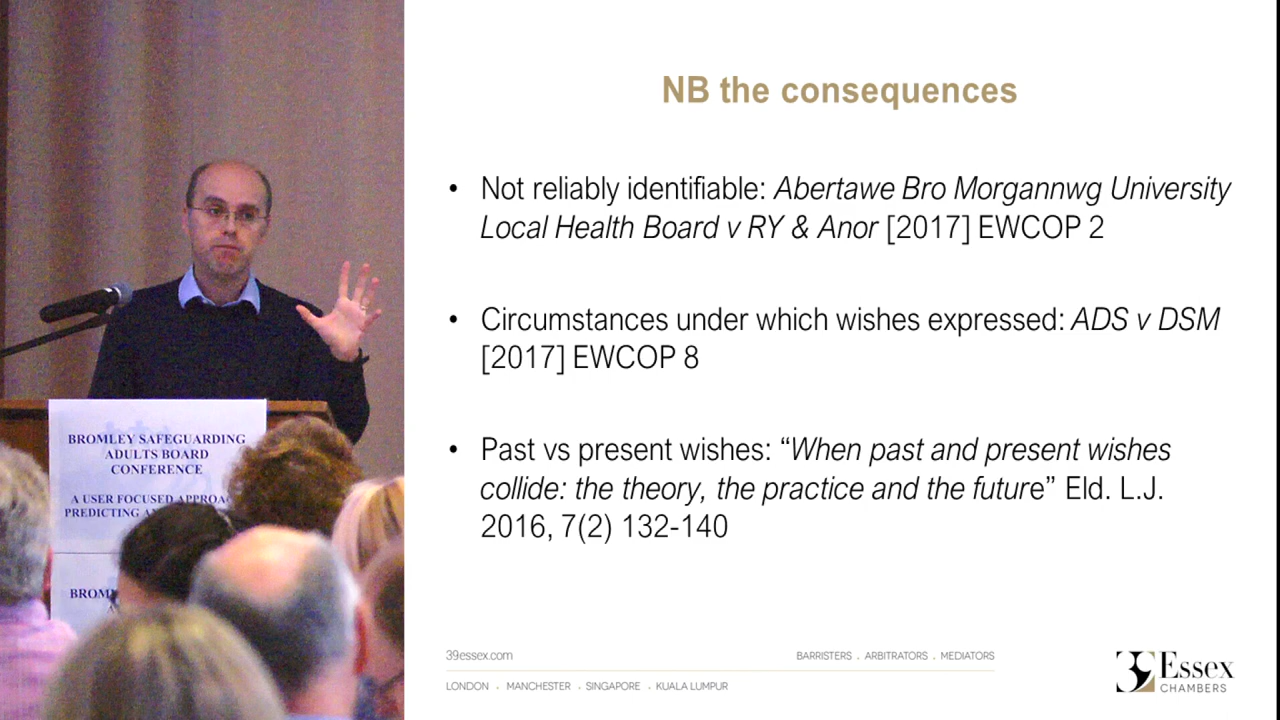 BROMLEY SAFEGUARDING
ADULTS BOARD
CONFERENCE
A USER FOCUSED
PREDICTING
NB the consequences
• Not reliably identifiable: Abertawe Bro Morgannwg University
Local Health Board v RY & Anor [2017] EWCOP 2
• Circumstances under which wishes expressed: ADS v DSM
[2017] EWCOP 8
• Past vs present wishes: “When past and present wishes
collide: the theory, the practice and the future” Eld. L.J.
2016, 7(2) 132-140
39essex.com
BARRISTERS . ARBITRATORS . MEDIATORS
LONDON . MANCHESTER . SINGAPORE . KUALA LUMPUR
39 Essex
CHAMBERS